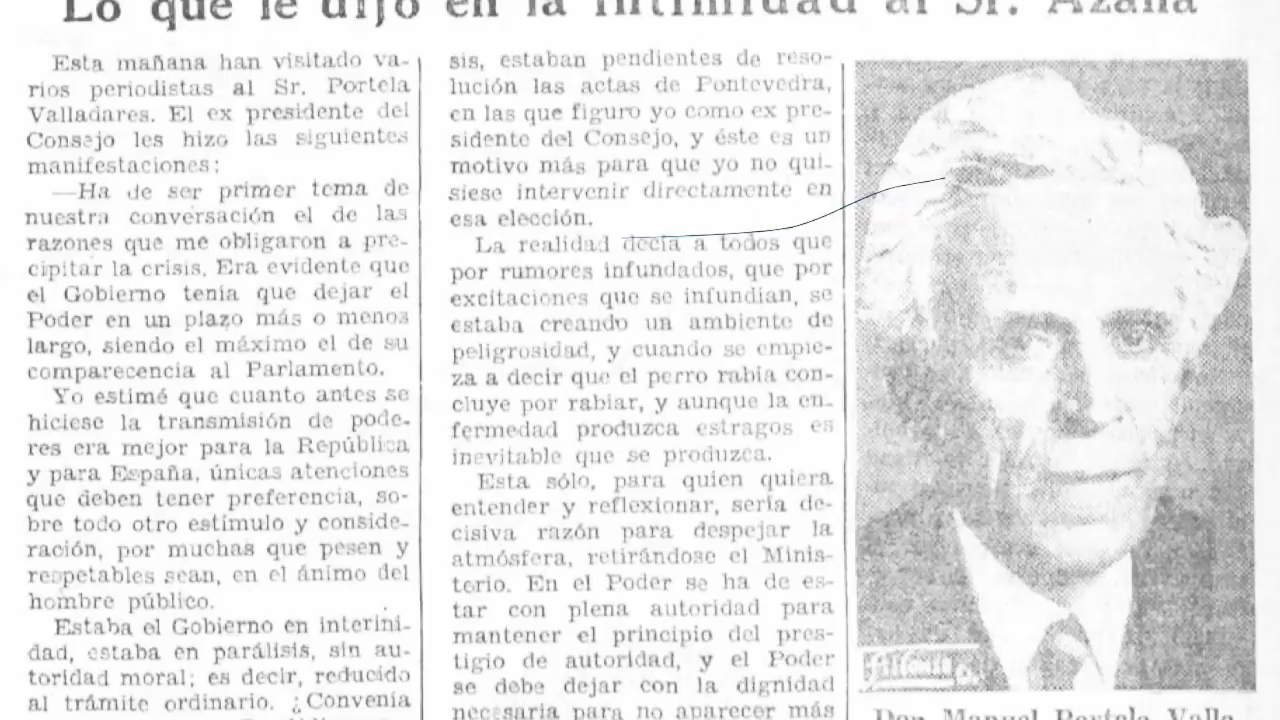 Lo que le dijo en la intimidad al Sr. Azaña
Esta mañana han visitado va-
rios periodistas al Sr. Portela
Valladares. El ex presidente del
Consejo les hizo las siguientes
manifestaciones:
—Ha de ser primer tema de
nuestra conversación el de las
razones que me obligaron a pre-
cipitar la crisis. Era evidente que
el Gobierno tenía que dejar el
Poder en un plazo más o menos
largo, siendo el máximo el de su
comparecencia al Parlamento.
Yo estimé que cuanto antes se
hiciese la transmisión de pode-
res era mejor para la República
y para España, únicas atenciones
que deben tener preferencia, so-
bre todo otro estímulo y conside-
ración, por muchas que pesen y
respetables sean, en el ánimo del
hombre público.
Estaba el Gobierno en interini-
dad, estaba en parálisis, sin au-
toridad moral; es decir, reducido
al trámite ordinario. ¿Convenía
sis, estaban pendientes de reso-
lución las actas de Pontevedra,
en las que figuro yo como ex pre-
sidente del Consejo, y éste es un
motivo más para que yo no qui-
siese intervenir directamente en
esa elección.
La realidad decía a todos que
por rumores infundados, que por
excitaciones que se infundían, se
estaba creando un ambiente de
peligrosidad, y cuando se empie-
za a decir que el perro rabia con-
cluye por rabiar, y aunque la en-
fermedad produzca estragos es
inevitable que se produzca.
Esta sólo, para quien quiera
entender y reflexionar, sería de-
cisiva razón para despejar la
atmósfera, retirándose el Minis-
terio. En el Poder se ha de es-
tar con plena autoridad para
mantener el principio del pres-
tigio de autoridad, y el Poder
se debe dejar con la dignidad
necesaria para no aparecer más
Alfonso
Don Manuel Portela Valla-